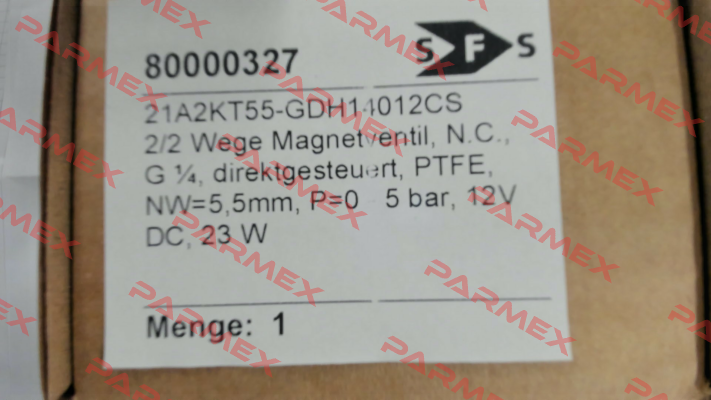 80000327
S F S
21A2KT55-GDH14012CS
2/2 Wege Magnetventil, N.C.,
G ¼, direktgesteuert, PTFE,
NW=5,5mm, P=0 5 bar, 12V
DC, 23 W
Menge: 1
PARMEX